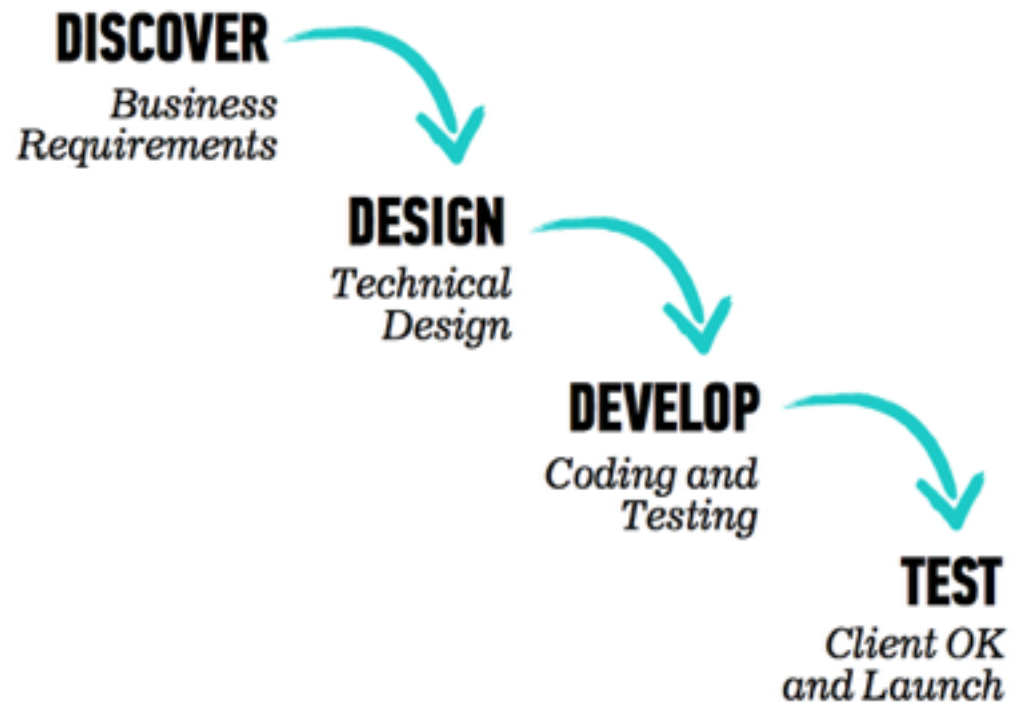 DISCOVER
Business
Requirements
DESIGN
Technical
Design
DEVELOP
Coding and
Testing
TEST
Client OK
and Launch